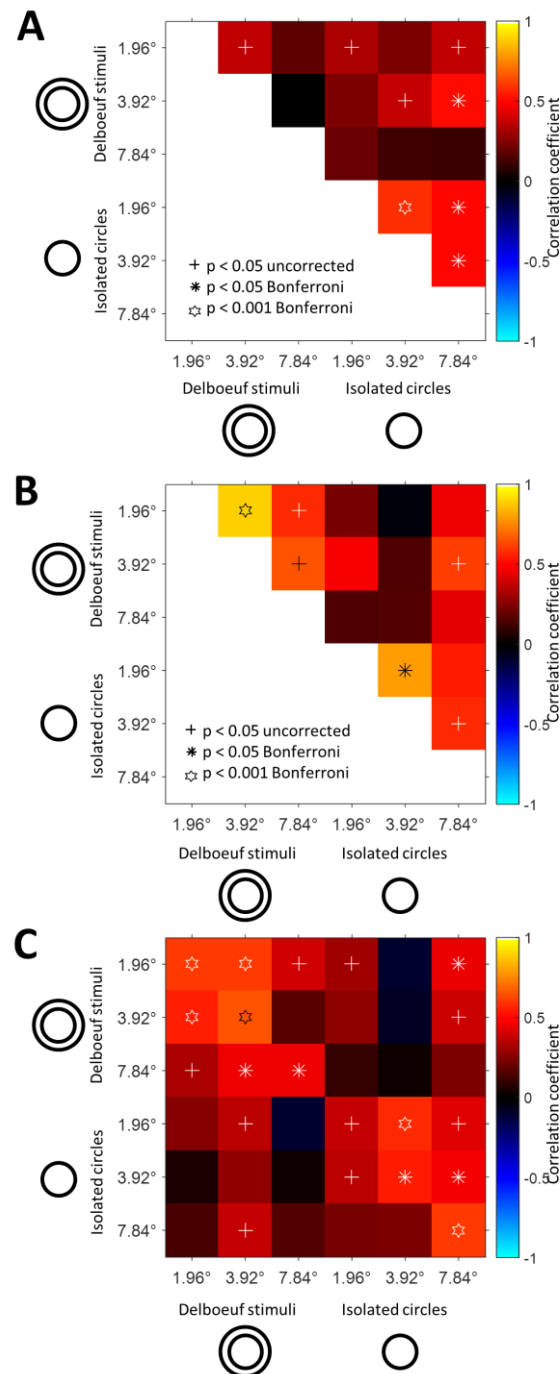 A
1
1.96°
Delboeuf stimuli
3.92°
0.5
7.84°
0
1.96°
Isolated circles
+ p < 0.05 uncorrected
3.92°
-0.5
✳ p < 0.05 Bonferroni
✡ p < 0.001 Bonferroni
7.84°
-1
Correlation coefficient
1.96° 3.92° 7.84° 1.96° 3.92° 7.84°
Delboeuf stimuli Isolated circles
B
1
1.96°
Delboeuf stimuli
3.92°
0.5
7.84°
0
1.96°
Isolated circles
3.92°
+ p < 0.05 uncorrected
-0.5
✳ p < 0.05 Bonferroni
✡ p < 0.001 Bonferroni
7.84°
-1
Correlation coefficient
1.96° 3.92° 7.84° 1.96° 3.92° 7.84°
Delboeuf stimuli Isolated circles
C
1
1.96°
Delboeuf stimuli
3.92°
0.5
7.84°
0
1.96°
Isolated circles
3.92°
-0.5
7.84°
-1
Correlation coefficient
1.96° 3.92° 7.84° 1.96° 3.92° 7.84°
Delboeuf stimuli Isolated circles